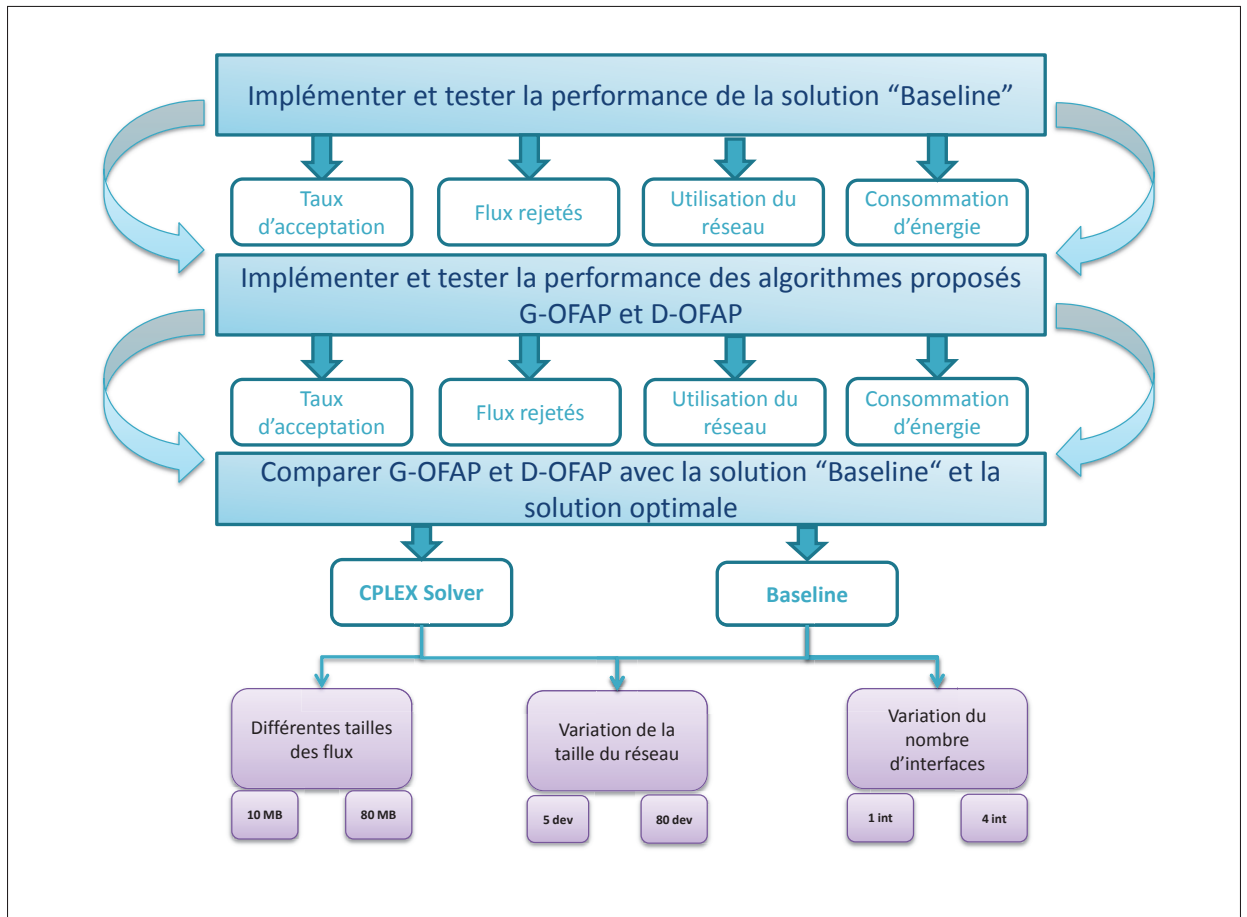 Implémenter et tester la performance de la solution “Baseline”
Taux
d’acceptation
Flux rejetés
Utilisation du
réseau
Consommation
d’énergie
Implémenter et tester la performance des algorithmes proposés
G-OFAP et D-OFAP
Taux
d’acceptation
Flux rejetés
Utilisation du
réseau
Consommation
d’énergie
Comparer G-OFAP et D-OFAP avec la solution “Baseline“ et la
solution optimale
CPLEX Solver
Baseline
Différentes tailles
des flux
Variation de la
taille du réseau
Variation du
nombre
d’interfaces
10 MB
80 MB
5 dev
80 dev
1 int
4 int